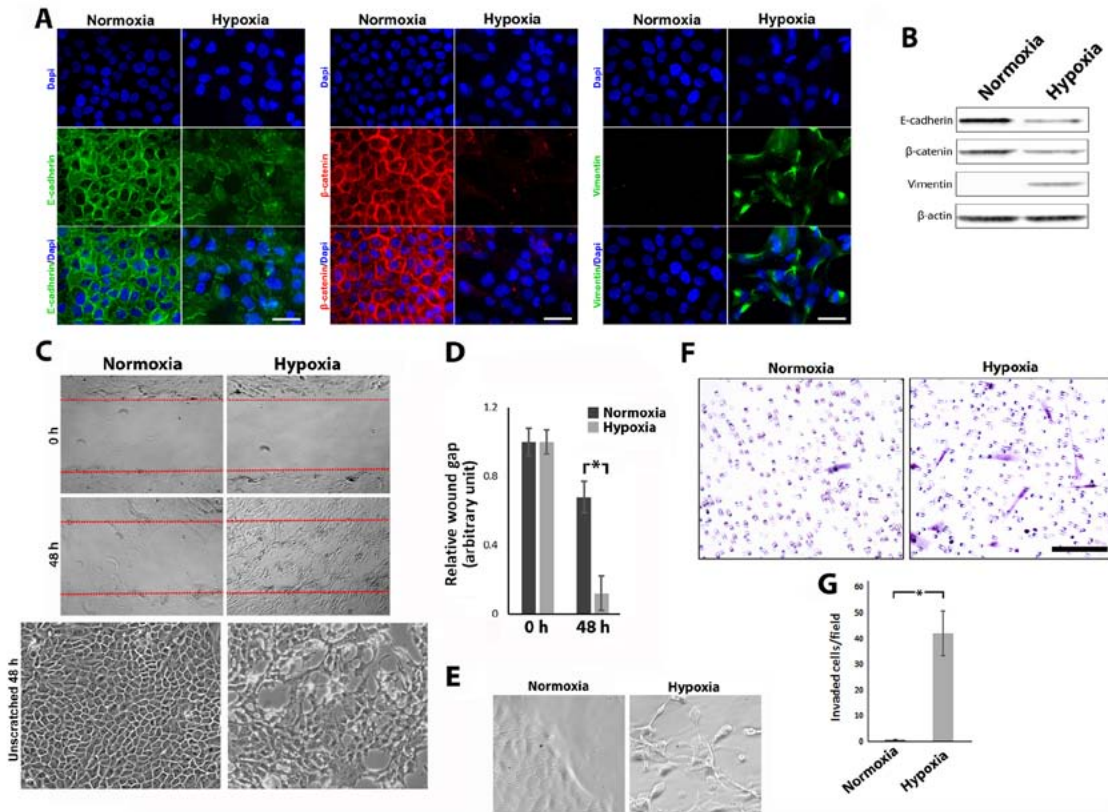 A
Normoxia Hypoxia
Normoxia Hypoxia
Normoxia Hypoxia
Dapi
E-cadherin
E-cadherin/Dapi
Dapi
β-catenin
β-catenin/Dapi
Dapi
Vimentin
Vimentin/Dapi
B
Normoxia
Hypoxia
E-cadherin
β-catenin
Vimentin
β-actin
C
Normoxia Hypoxia
0 h
48 h
Unscratched 48 h
D
Relative wound gap
(arbitrary unit)
1.2
0.8
0.4
0
Normoxia
Hypoxia
*
0 h 48 h
E
Normoxia Hypoxia
F
Normoxia Hypoxia
G
Invaded cells/field
60
50
40
30
20
10
0
*
Normoxia
Hypoxia